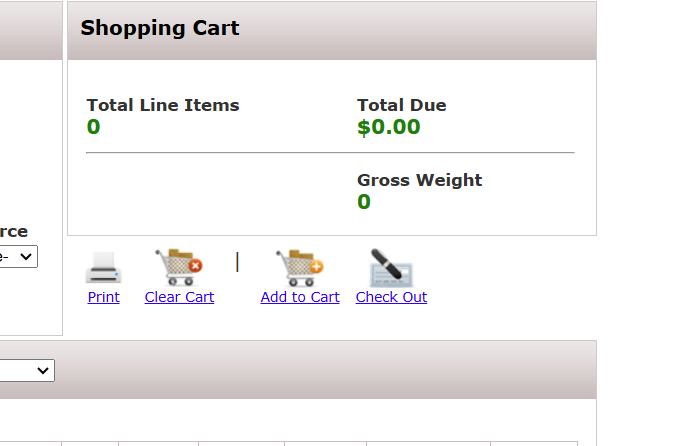 Shopping Cart
Total Line Items
Total Due
0
$0.00
Gross Weight
0
rce
e-
|
Print
Clear Cart
Add to Cart
Check Out